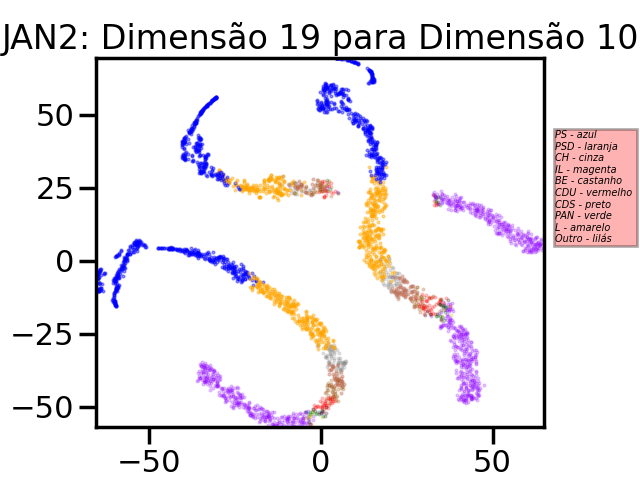 JAN2: Dimensão 19 para Dimensão 10
50
25
0
−25
−50
−50 0 50
PS - azul
PSD - laranja
CH - cinza
IL - magenta
BE - castanho
CDU - vermelho
CDS - preto
PAN - verde
L - amarelo
Outro - lilás